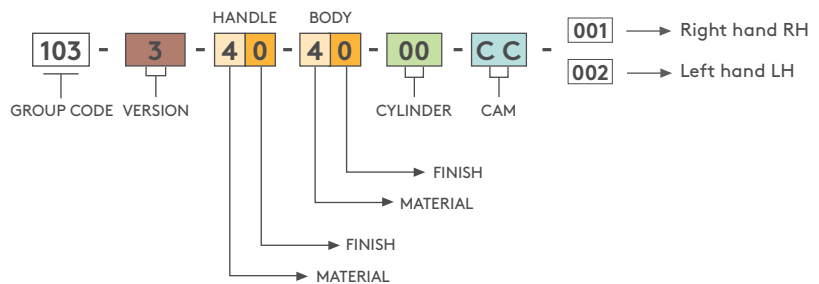 HANDLE BODY
103 - 3 - 4 0 - 4 0 - 00 - C C - 001 Right hand RH
002 Left hand LH
GROUP CODE VERSION CYLINDER CAM
FINISH
MATERIAL
FINISH
MATERIAL